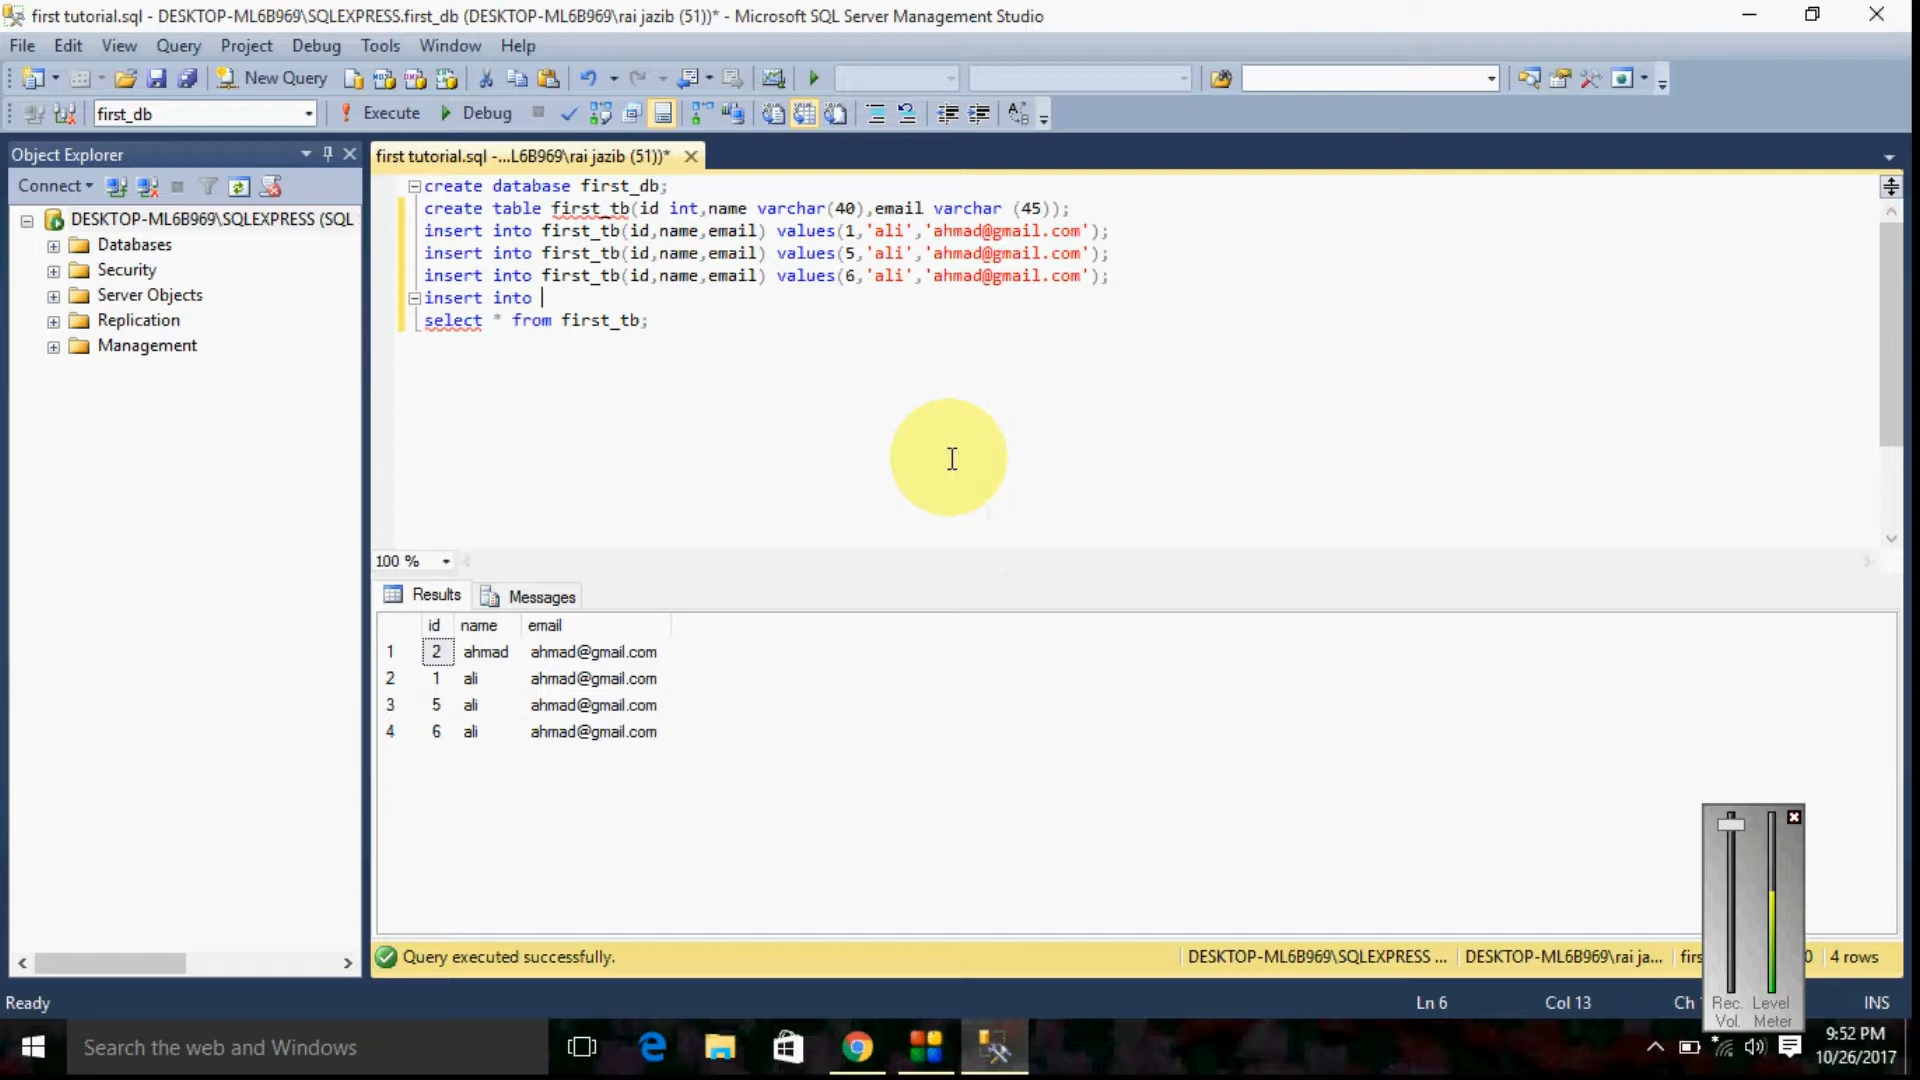 first tutorial.sql - DESKTOP-ML6B969\SQLEXPRESS.first_db (DESKTOP-ML6B969\rai jazib (51))* - Microsoft SQL Server Management Studio
File Edit View Query Project Debug Tools Window Help
New Query
first_db Execute Debug
Object Explorer
Connect
DESKTOP-ML6B969\SQLEXPRESS (SQL
Databases
Security
Server Objects
Replication
Management
first tutorial.sql -...L6B969\rai jazib (51))*
create database first_db;
create table first_tb(id int,name varchar(40),email varchar (45));
insert into first_tb(id,name,email) values(1,'ali','ahmad@gmail.com');
insert into first_tb(id,name,email) values(5,'ali','ahmad@gmail.com');
insert into first_tb(id,name,email) values(6,'ali','ahmad@gmail.com');
insert into
select * from first_tb;
100 %
Results Messages
id name email
1 2 ahmad ahmad@gmail.com
2 1 ali ahmad@gmail.com
3 5 ali ahmad@gmail.com
4 6 ali ahmad@gmail.com
Query executed successfully. DESKTOP-ML6B969\SQLEXPRESS ... DESKTOP-ML6B969\rai ja... firs 0 4 rows
Ready Ln 6 Col 13 Ch INS
Rec. Level
Vol. Meter
Search the web and Windows
9:52 PM
10/26/2017